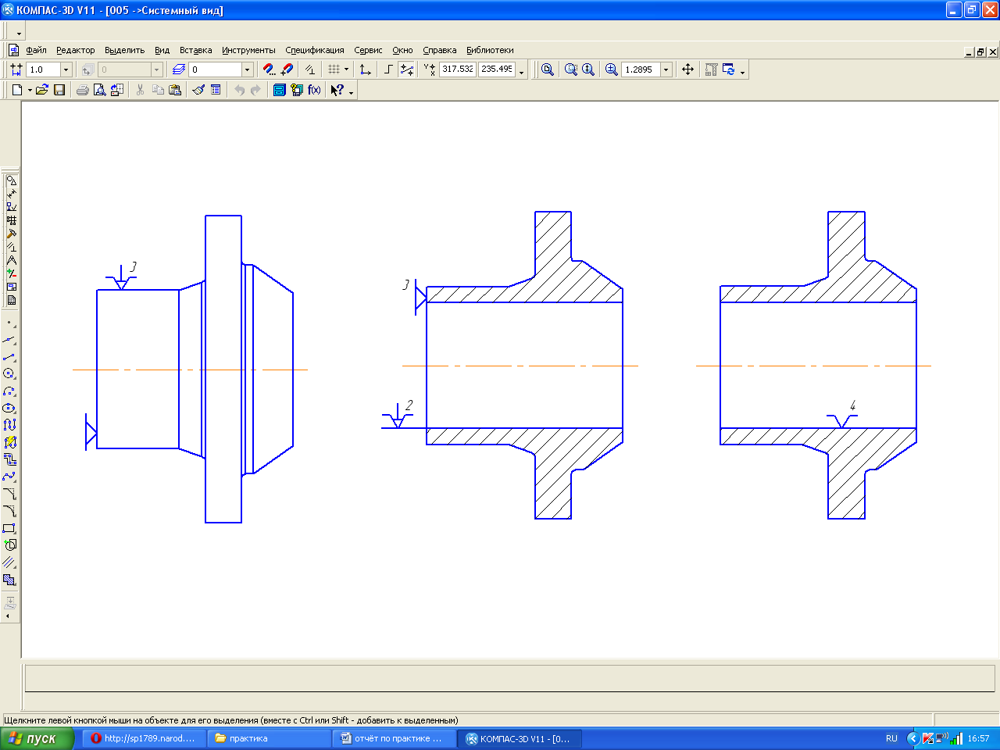 КОМПАС-3D V11 - [005 ->Системный вид]
Файл Редактор Выделить Вид Вставка Инструменты Спецификация Сервис Окно Справка Библиотеки
1.0 0 0 317.532 235.495 1.2895
f(x)
3
3
2
4
Щелкните левой кнопкой мыши на объекте для его выделения (вместе с Ctrl или Shift - добавить к выделенным)
пуск http://sp1789.narod.... практика отчёт по практике ... КОМПАС-3D V11 - [0... RU 16:57